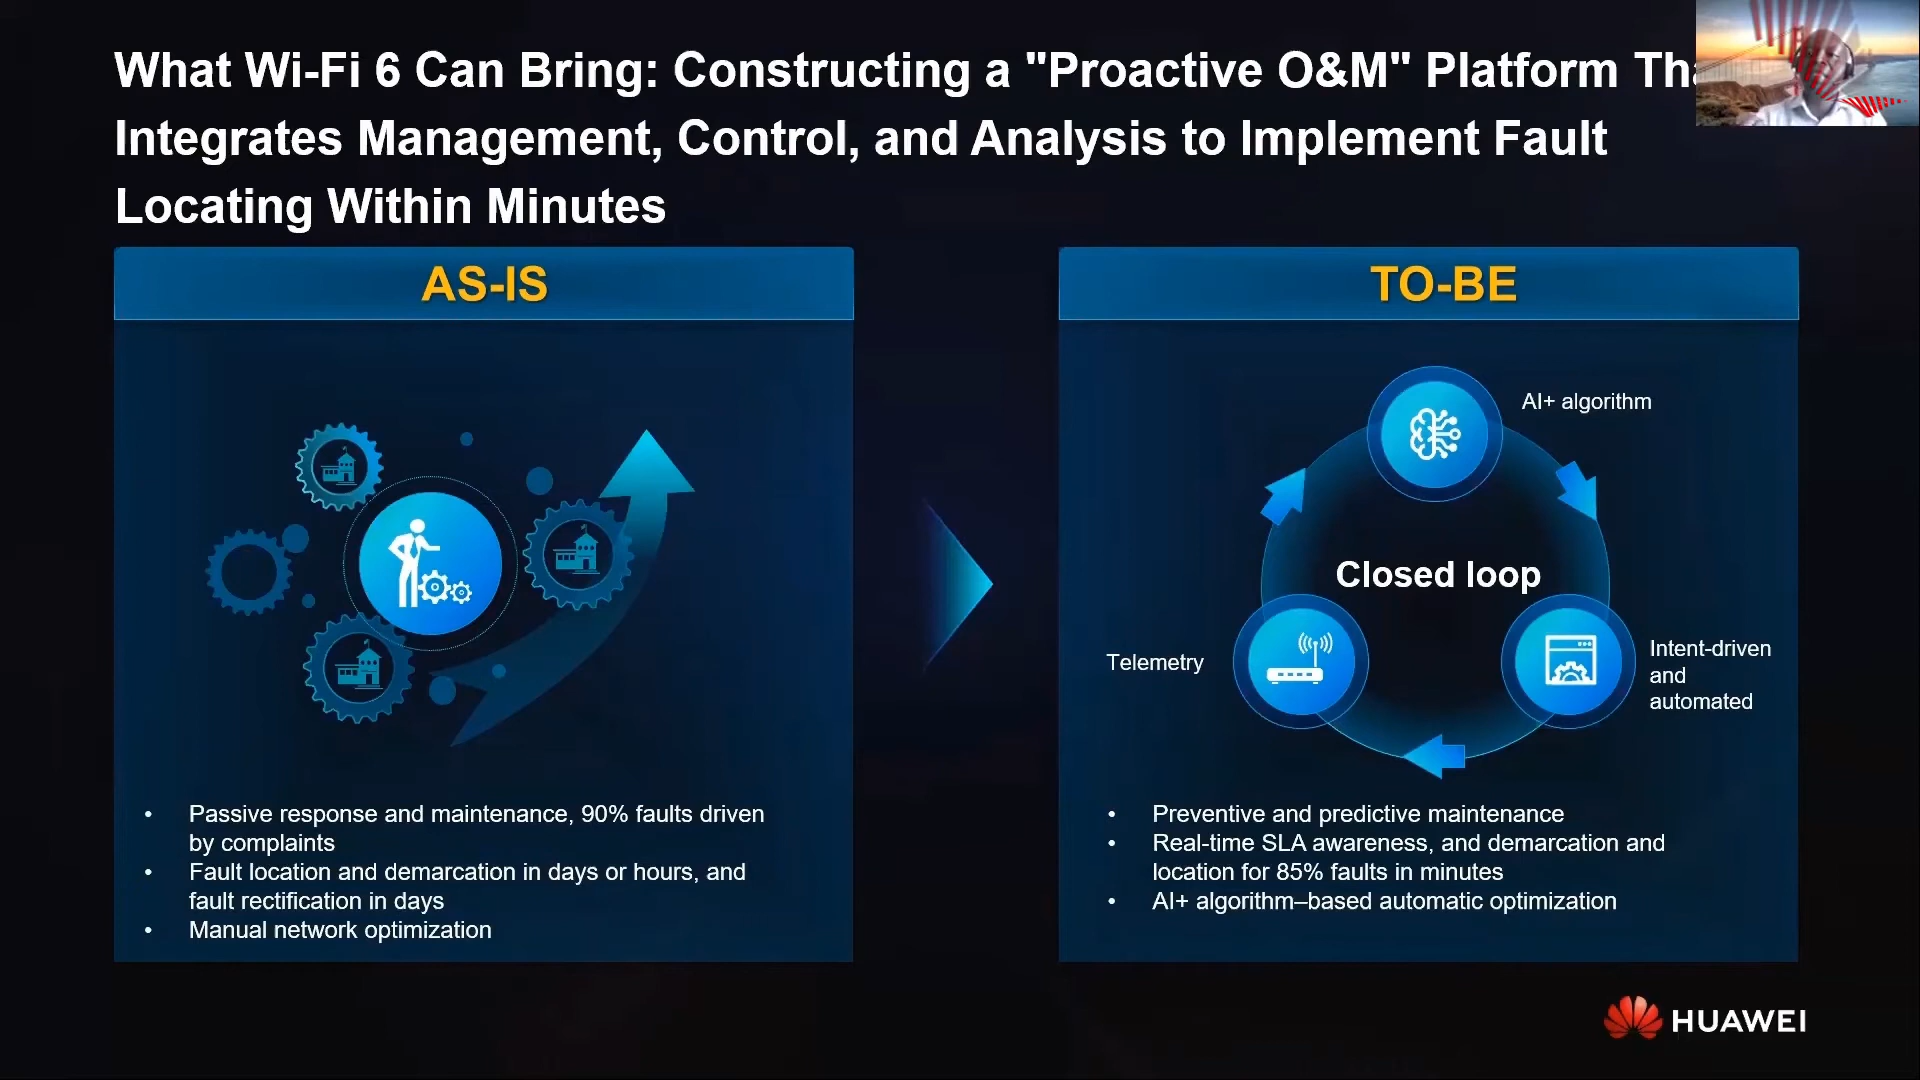 What Wi-Fi 6 Can Bring: Constructing a "Proactive O&M" Platform
Integrates Management, Control, and Analysis to Implement Fault
Locating Within Minutes
AS-IS
• Passive response and maintenance, 90% faults driven
by complaints
• Fault location and demarcation in days or hours, and
fault rectification in days
• Manual network optimization
TO-BE
AI+ algorithm
Closed loop
Telemetry
Intent-driven
and
automated
• Preventive and predictive maintenance
• Real-time SLA awareness, and demarcation and
location for 85% faults in minutes
• AI+ algorithm–based automatic optimization
HUAWEI